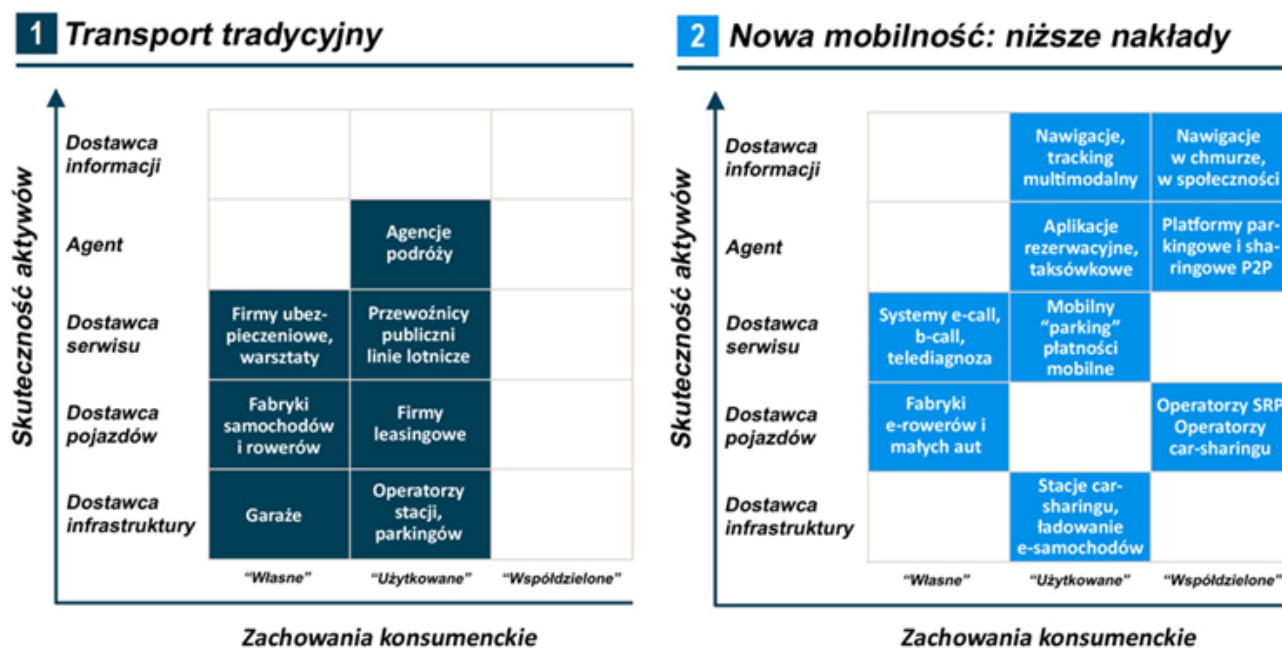 1 Transport tradycyjny
Skuteczność aktywów
Dostawca
informacji
Agent
Agencje
podróży
Dostawca
serwisu
Firmy ubez-
pieczeniowe,
warsztaty
Przewoźnicy
publiczni
linie lotnicze
Dostawca
pojazdów
Fabryki
samochodów
i rowerów
Firmy
leasingowe
Dostawca
infrastruktury
Garaże
Operatorzy
stacji,
parkingów
“Własne” “Użytkowane” “Współdzielone”
Zachowania konsumenckie
2 Nowa mobilność: niższe nakłady
Skuteczność aktywów
Dostawca
informacji
Nawigacje,
tracking
multimodalny
Nawigacje
w chmurze,
w społeczności
Agent
Aplikacje
rezerwacyjne,
taksówkowe
Platformy par-
kingowe i sha-
ringowe P2P
Dostawca
serwisu
Systemy e-call,
b-call,
telediagnoza
Mobilny
“parking”
płatności
mobilne
Dostawca
pojazdów
Fabryki
e-rowerów i
małych aut
Operatorzy SRP
Operatorzy
car-sharingu
Dostawca
infrastruktury
Stacje car-
sharingu,
ładowanie
e-samochodów
“Własne” “Użytkowane” “Współdzielone”
Zachowania konsumenckie